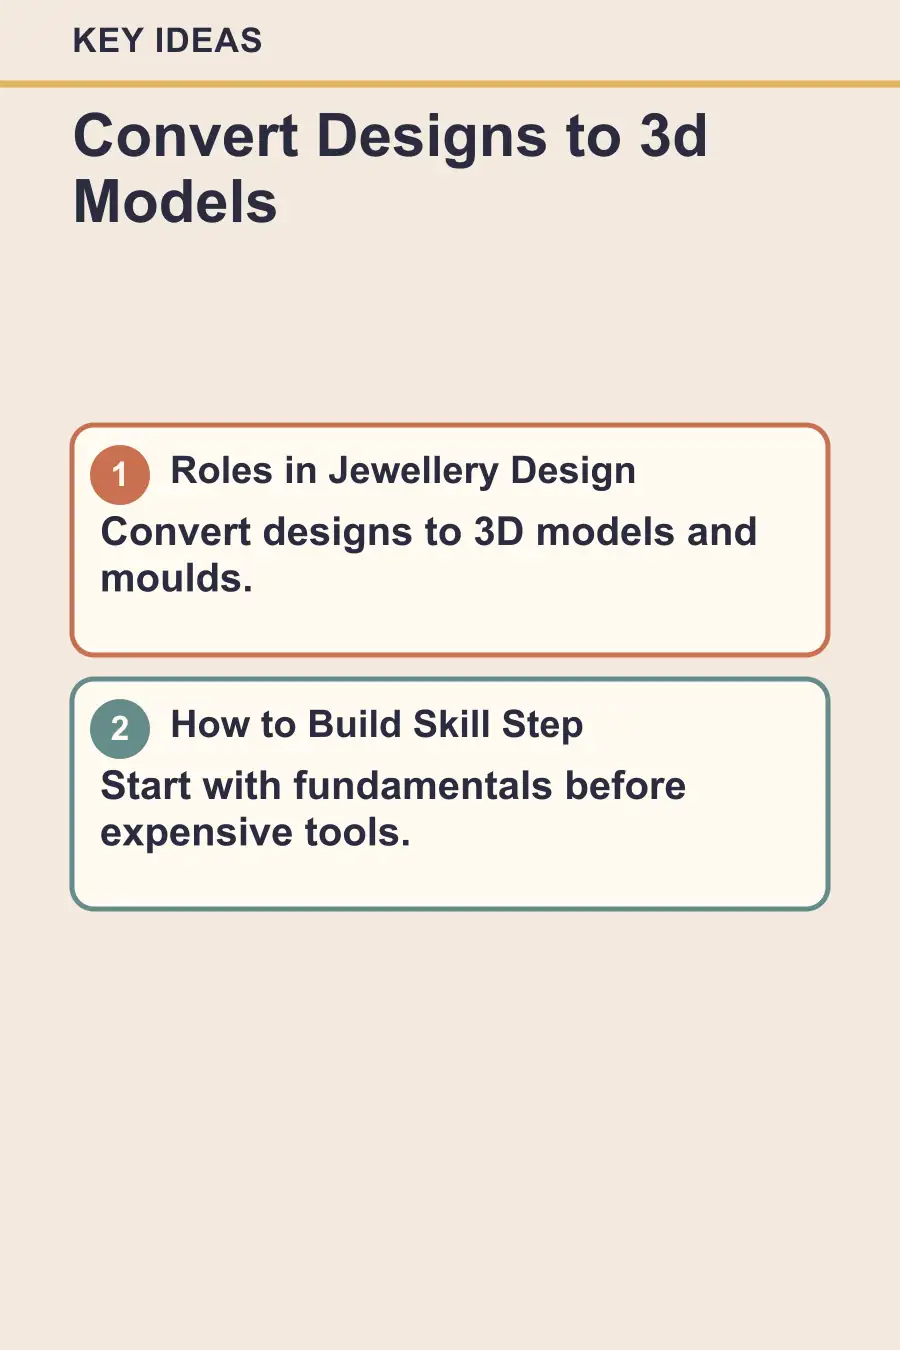 KEY IDEAS
Convert Designs to 3d
Models
1 Roles in Jewellery Design
Convert designs to 3D models and
moulds.
2 How to Build Skill Step
Start with fundamentals before
expensive tools.